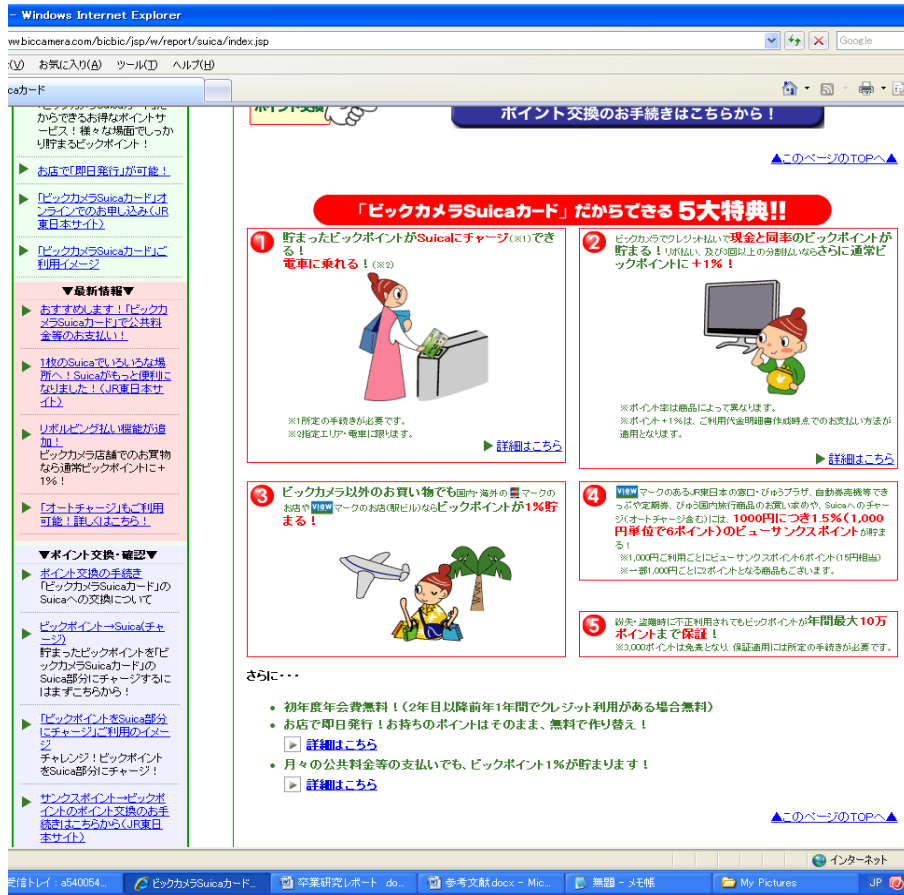 - Windows Internet Explorer
ww.biccamera.com/bicbic/jsp/w/report/suica/index.jsp
Google
(V) お気に入り(A) ツール(T) ヘルプ(H)
caカード
からできるお得なポイントサ
ービス！様々な場面でしっか
り貯まるビックポイント！
お店で「即日発行」が可能！
「ビックカメラSuicaカード」オ
ンラインでのお申し込み(JR
東日本サイト)
「ビックカメラSuicaカード」ご
利用イメージ
▼最新情報▼
おすすめします！「ビックカ
メラSuicaカード」で公共料
金等のお支払い！
1枚のSuicaでいろいろな場
所へ！Suicaがもっと便利に
なりました！(JR東日本サ
イト)
リボルビング払い機能が追
加！
ビックカメラ店舗でのお買物
なら通常ビックポイントに＋
1％！
「オートチャージ」もご利用
可能！詳しくはこちら！
▼ポイント交換・確認▼
ポイント交換の手続き
「ビックカメラSuicaカード」の
Suicaへの交換について
ビックポイント→Suica(チャ
ージ)
貯まったビックポイントを「ビ
ックカメラSuicaカード」の
Suica部分にチャージするに
はまずこちらから！
「ビックポイントをSuica部分
にチャージ」ご利用のイメー
ジ
チャレンジ！ビックポイント
をSuica部分にチャージ！
サンクスポイント→ビックポ
イントのポイント交換のお手
続きはこちらから(JR東日
本サイト)
ポイント交換
ポイント交換のお手続きはこちらから！
▲このページのTOPへ▲
「ビックカメラSuicaカード」だからできる 5大特典!!
1 貯まったビックポイントがSuicaにチャージ(※1)でき
る！
電車に乗れる！(※2)
※1所定の手続きが必要です。
※2指定エリア・電車に限ります。
詳細はこちら
2 ビックカメラでクレジット払いで現金と同率のビックポイントが
貯まる！リボ払い、及び3回以上の分割払いならさらに通常ビ
ックポイントに＋1％！
※ポイント率は商品によって異なります。
※ポイント+1%は、ご利用代金明細書作成時点でのお支払い方法が
適用となります。
詳細はこちら
3 ビックカメラ以外のお買い物でも国内・海外のマークの
お店やVIEWマークのお店(駅ビル)ならビックポイントが1％貯
まる！
4 VIEWマークのあるJR東日本の窓口・びゅうプラザ、自動券売機等でき
っぷや定期券、びゅう国内旅行商品のお買い求めや、Suicaへのチャー
ジ(オートチャージ含む)には、1000円につき1.5％(1,000
円単位で6ポイント)のビューサンクスポイントが貯ま
る！
※1,000円ご利用ごとにビューサンクスポイント6ポイント(15円相当)
※一部1,000円ごとに2ポイントとなる商品もございます。
5 紛失・盗難時に不正利用されてもビックポイントが年間最大10万
ポイントまで保証！
※3,000ポイントは免責となり、保証適用には所定の手続きが必要です。
さらに・・・
初年度年会費無料！(2年目以降前年1年間でクレジット利用がある場合無料)
お店で即日発行！お持ちのポイントはそのまま、無料で作り替え！
詳細はこちら
月々の公共料金等の支払いでも、ビックポイント1％が貯まります！
詳細はこちら
▲このページのTOPへ▲
インターネット
受信トレイ：a540054...
ビックカメラSuicaカード...
卒業研究レポート .do...
参考文献.docx - Mic...
無題 - メモ帳
My Pictures
JP